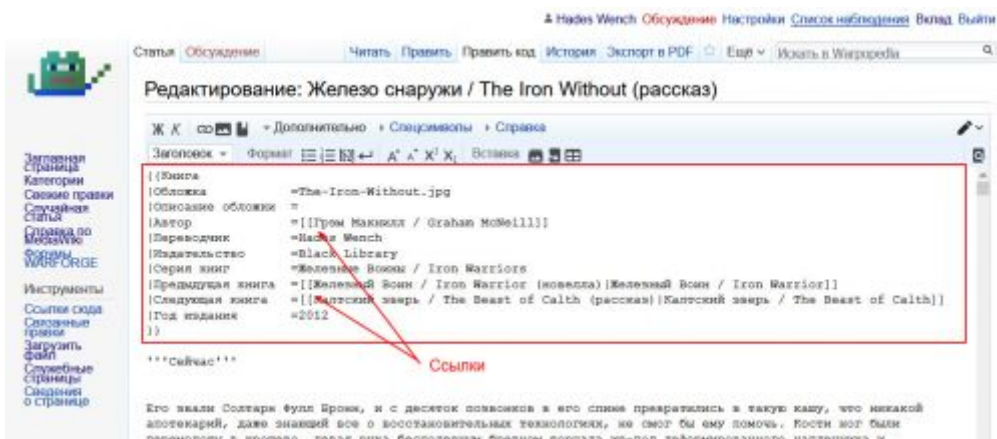 Hades Wench Обсуждение Настройки Список наблюдения Вклад Выйти
Статья Обсуждение Читать Править Править код История Экспорт в PDF Ещё Искать в Warpopedia
Редактирование: Железо снаружи / The Iron Without (рассказ)
Ж К Дополнительно Спецсимволы Справка
Заголовок Формат Вставка
Заглавная
страница
Категории
Свежие правки
Случайная
статья
Справка по
MediaWiki
Форумы
WARFORGE
Инструменты
Ссылки сюда
Связанные
правки
Загрузить
файл
Служебные
страницы
Сведения
о странице
{{Книга
|Обложка =The-Iron-Without.jpg
|Описание обложки =
|Автор =[[Грэм Макнилл / Graham McNeill]]
|Переводчик =Hades Wench
|Издательство =Black Library
|Серия книг =Железные Воины / Iron Warriors
|Предыдущая книга =[[Железный Воин / Iron Warrior (новелла)|Железный Воин / Iron Warrior]]
|Следующая книга =[[Калтский зверь / The Beast of Calth (рассказ)|Калтский зверь / The Beast of Calth]]
|Год издания =2012
}}
Ссылки
'''Сейчас'''
Его звали Солтарн Фулл Бронн, и с десяток позвонков в его спине превратились в такую кашу, что никакой
апотекарий, даже знающий все о восстановительных технологиях, не смог бы ему помочь. Кости ног были